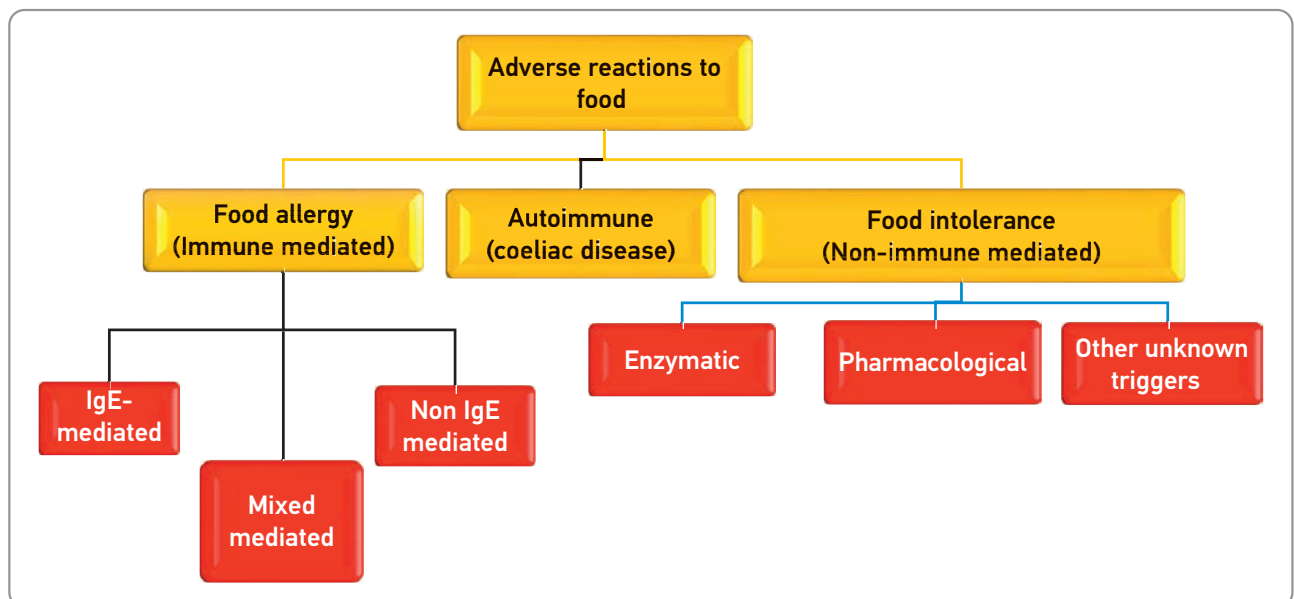 Adverse reactions to
food
Food allergy
(Immune mediated)
Autoimmune
(coeliac disease)
Food intolerance
(Non-immune mediated)
IgE-
mediated
Mixed
mediated
Non IgE
mediated
Enzymatic
Pharmacological
Other unknown
triggers